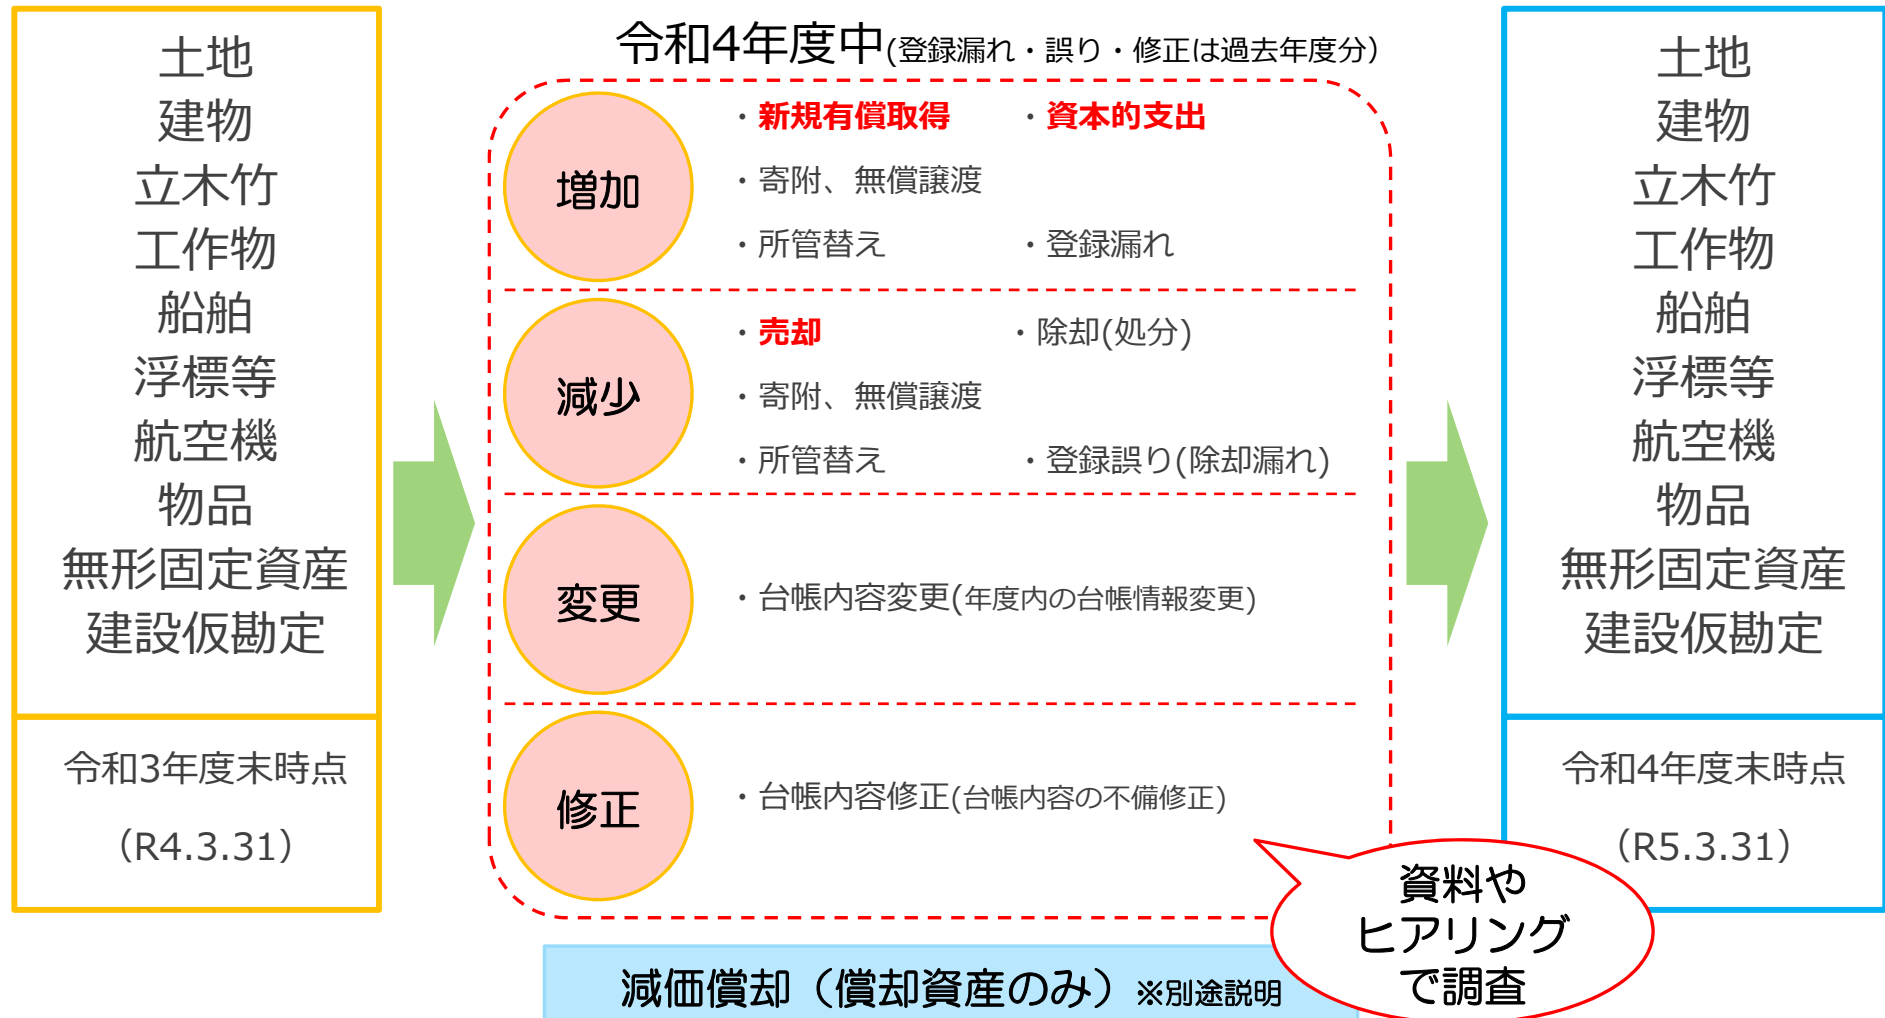 土地
建物
立木竹
工作物
船舶
浮標等
航空機
物品
無形固定資産
建設仮勘定
令和3年度末時点
（R4.3.31）
令和4年度中(登録漏れ・誤り・修正は過去年度分）
増加
・新規有償取得 ・資本的支出
・寄附、無償譲渡
・所管替え ・登録漏れ
減少
・売却 ・除却(処分)
・寄附、無償譲渡
・所管替え ・登録誤り(除却漏れ)
変更
・台帳内容変更(年度内の台帳情報変更)
修正
・台帳内容修正(台帳内容の不備修正)
資料や
ヒアリング
で調査
減価償却（償却資産のみ）※別途説明
土地
建物
立木竹
工作物
船舶
浮標等
航空機
物品
無形固定資産
建設仮勘定
令和4年度末時点
（R5.3.31）